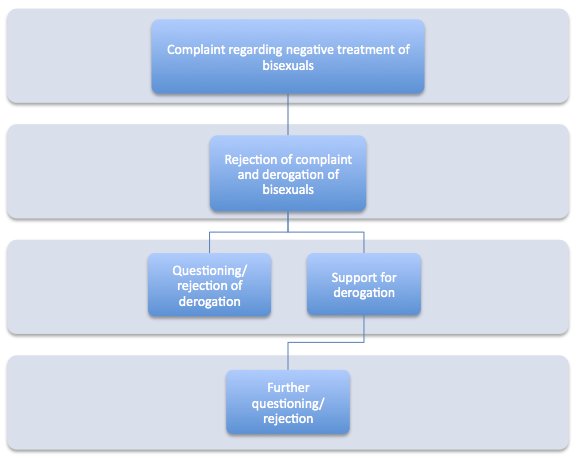 Complaint regarding negative treatment of
bisexuals
Rejection of complaint
and derogation of
bisexuals
Questioning/
rejection of
derogation
Support for
derogation
Further
questioning/
rejection